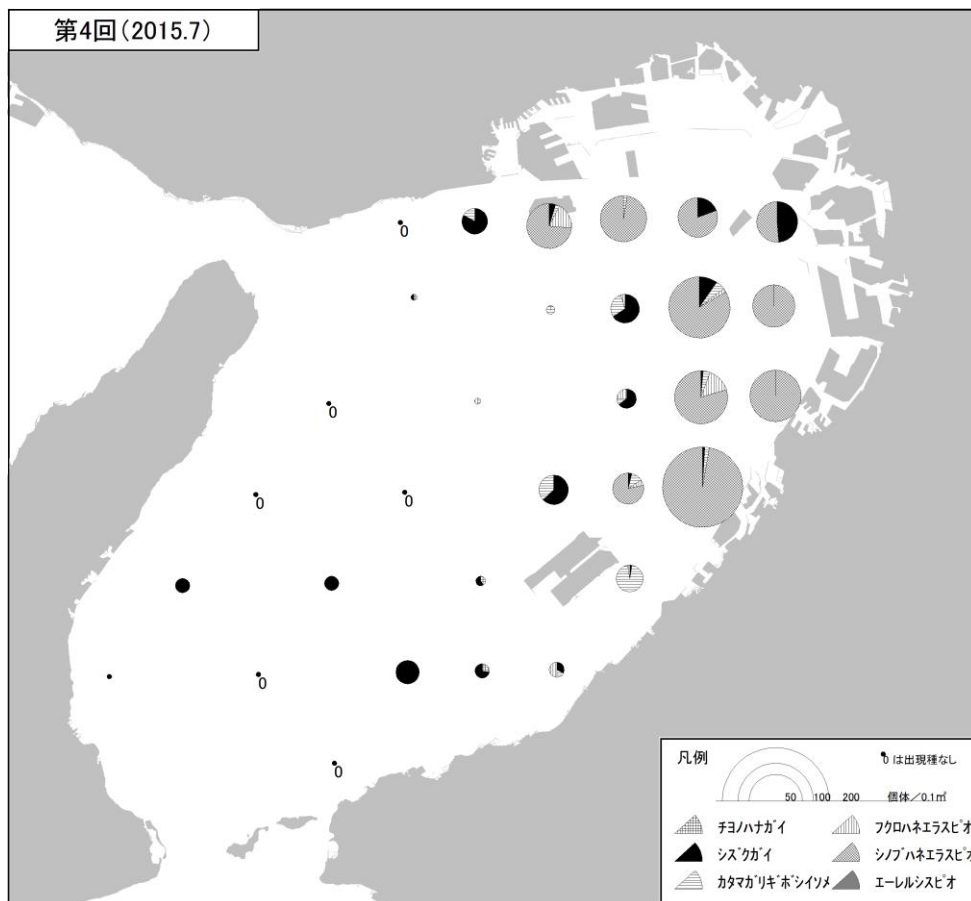 第4回(2015.7)
0
0
0
0
0
0
凡例
0 は出現種なし
50 100 200 個体/0.1㎡
チヨノハナガイ
フクロハネエラスピオ
シズクガイ
シノブハネエラスピオ
カタマガリギボシイソメ
エーレルシスピオ